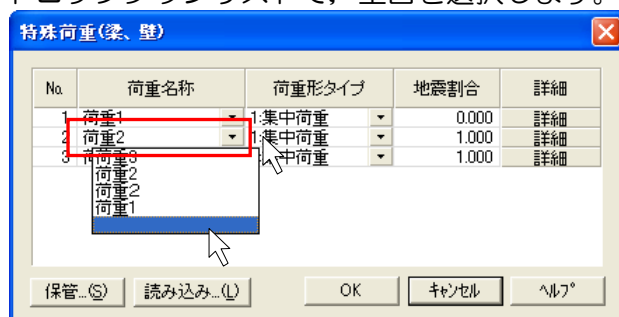 ドロップダウンリストで，空白を選択します。
特殊荷重(梁、壁)
No. 荷重名称 荷重形タイプ 地震割合 詳細
1 荷重1 1:集中荷重 0.000 詳細
2 荷重2 1:集中荷重 1.000 詳細
3 荷重3 1:集中荷重 1.000 詳細
荷重2
荷重2
荷重1
保管...(S) 読み込み...(L) OK キャンセル ヘルプ